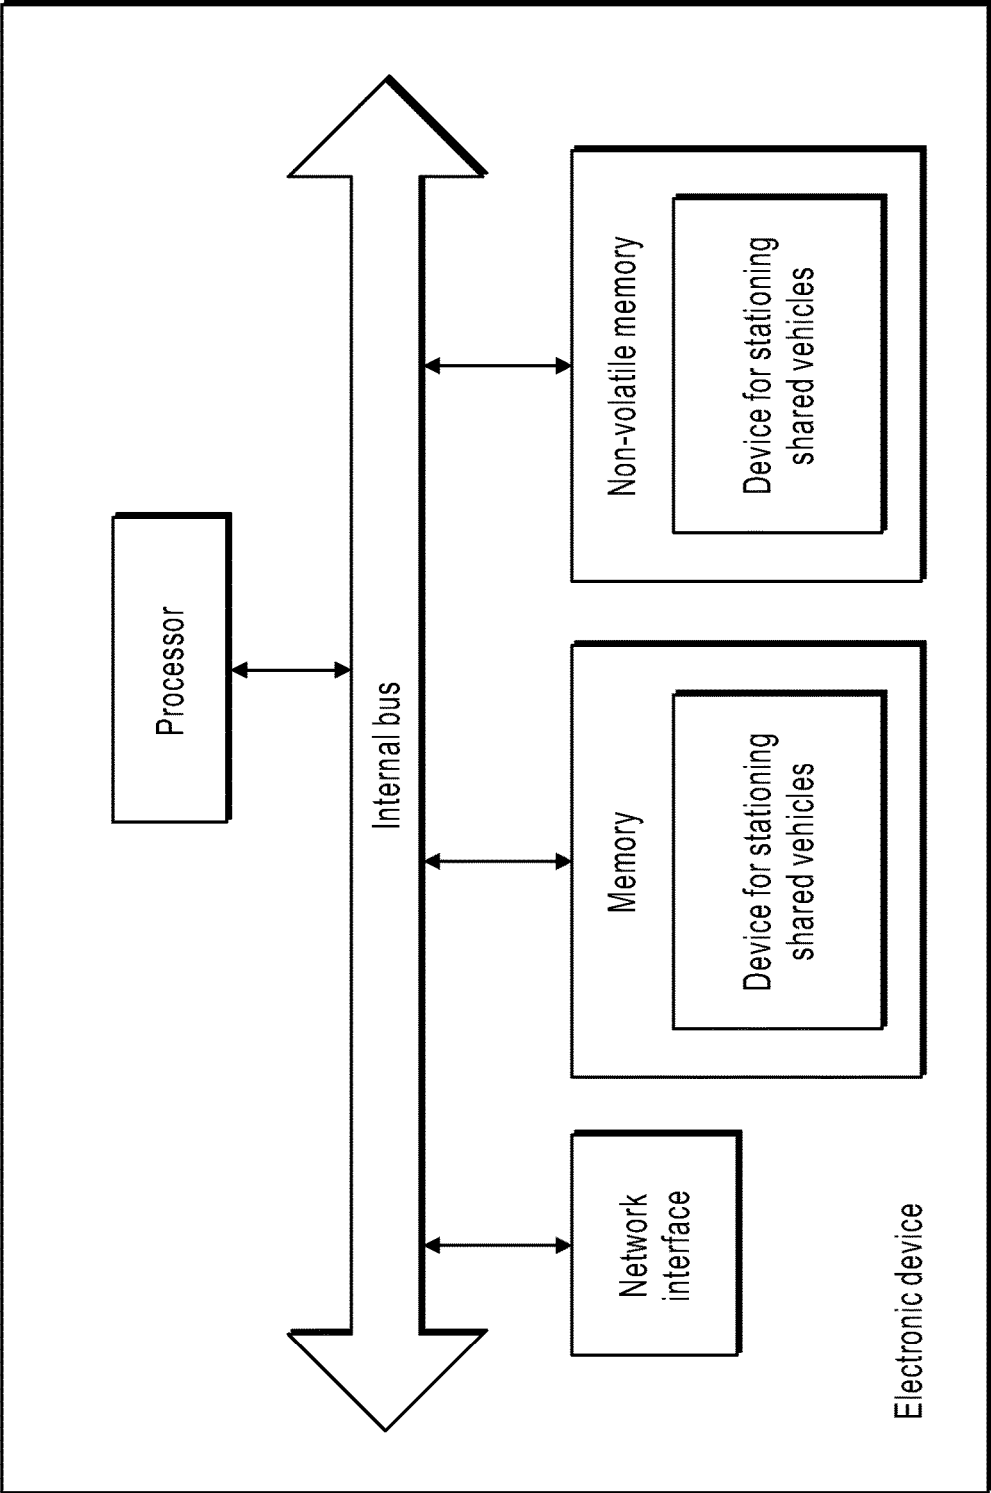 Processor
Internal bus
Network
interface
Memory
Device for stationing
shared vehicles
Non-volatile memory
Device for stationing
shared vehicles
Electronic device